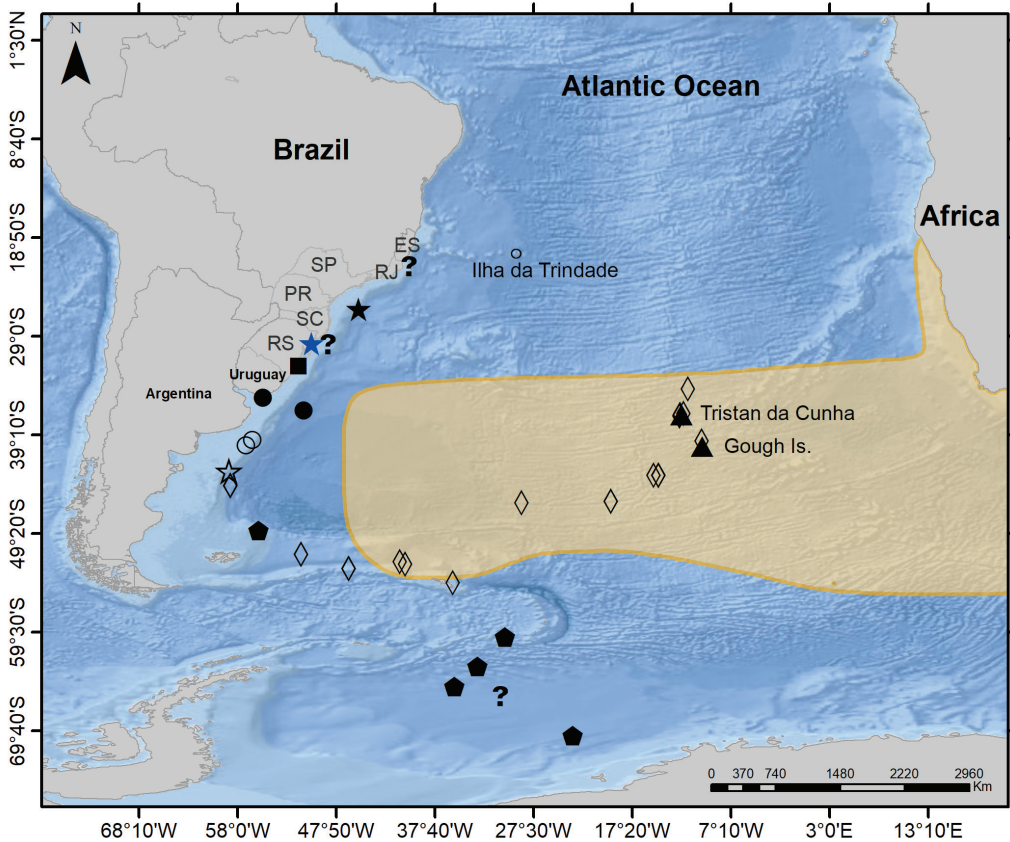 N
Atlantic Ocean
Brazil
Africa
ES
SP
RJ
?
Ilha da Trindade
PR
SC
RS
?
Uruguay
Argentina
Tristan da Cunha
Gough Is.
?
0 370 740 1480 2220 2960
Km
1°30'N
8°40'S
18°50'S
29°0'S
39°10'S
49°20'S
59°30'S
69°40'S
68°10'O 58°0'O 47°50'O 37°40'O 27°30'O 17°20'O 7°10'O 3°0'E 13°10'E